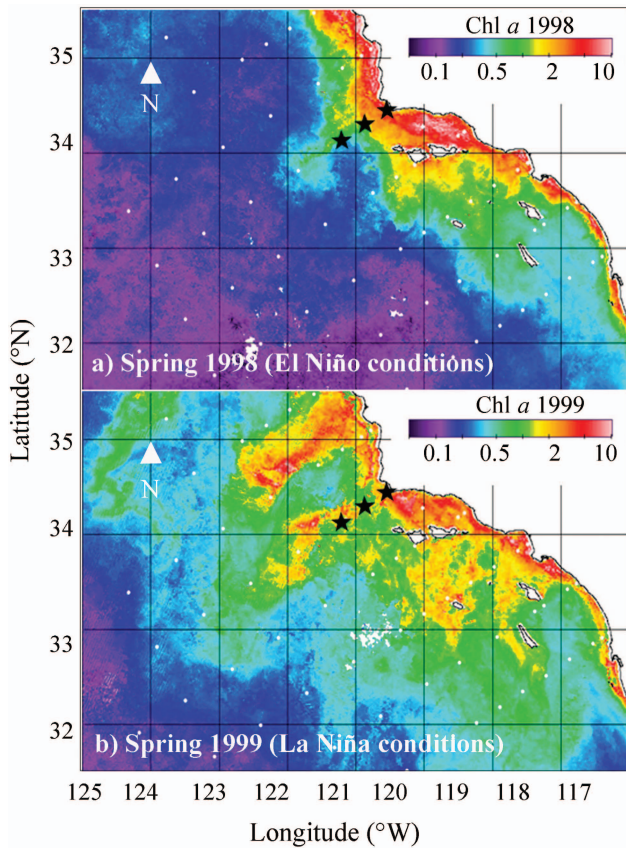 Chl a 1998
0.1 0.5 2 10
35
N
34
33
32
a) Spring 1998 (El Niño conditions)
Latitude (°N)
Chl a 1999
0.1 0.5 2 10
35
N
34
33
32
b) Spring 1999 (La Niña conditions)
125 124 123 122 121 120 119 118 117
Longitude (°W)